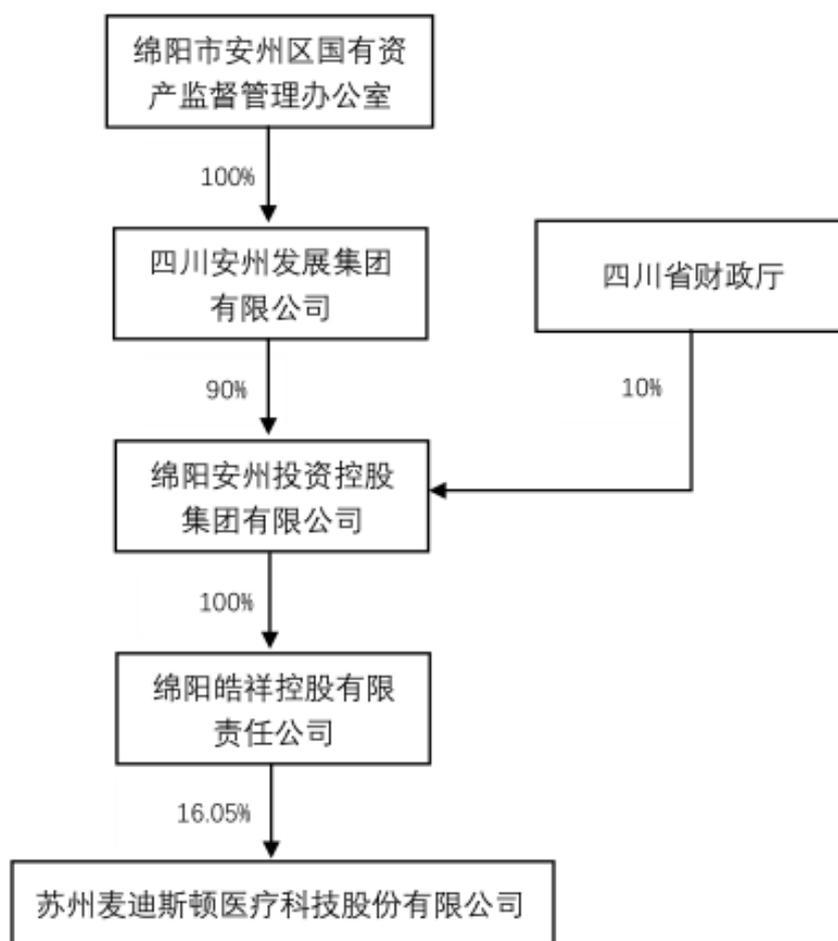 绵阳市安州区国有资
产监督管理办公室
100%
四川安州发展集团
有限公司
四川省财政厅
90%
10%
绵阳安州投资控股
集团有限公司
100%
绵阳皓祥控股有限
责任公司
16.05%
苏州麦迪斯顿医疗科技股份有限公司